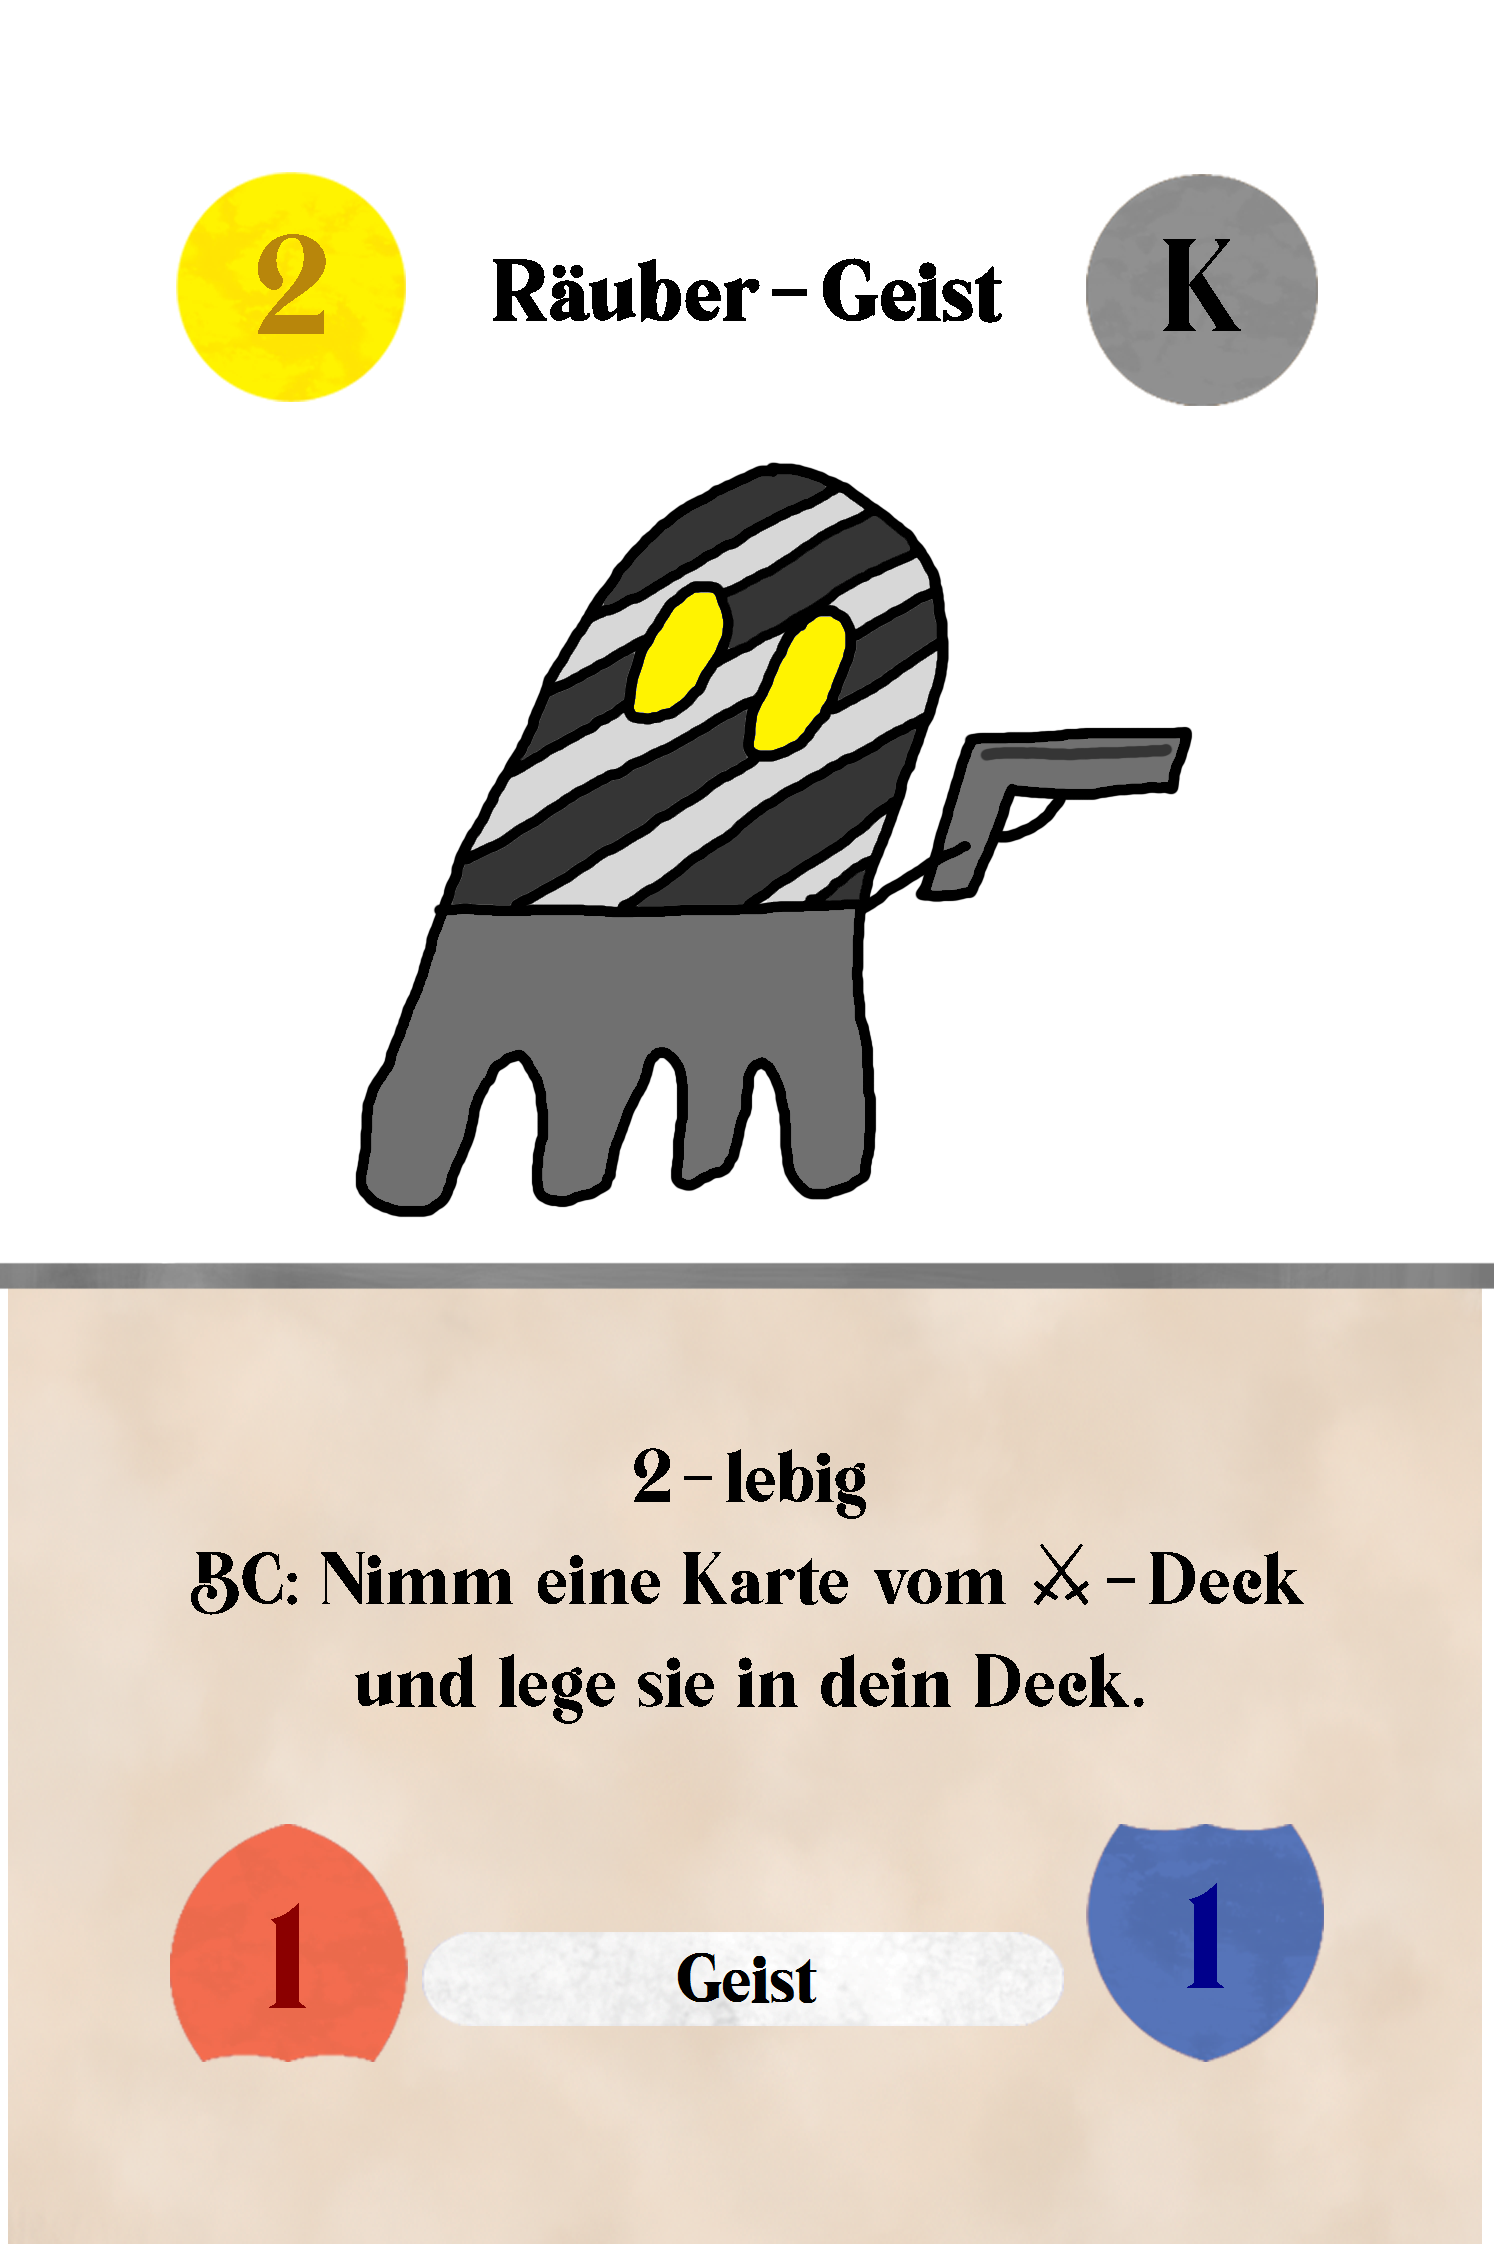 2 Räuber-Geist K
2-lebig
BC: Nimm eine Karte vom ⚔-Deck
und lege sie in dein Deck.
1 Geist 1